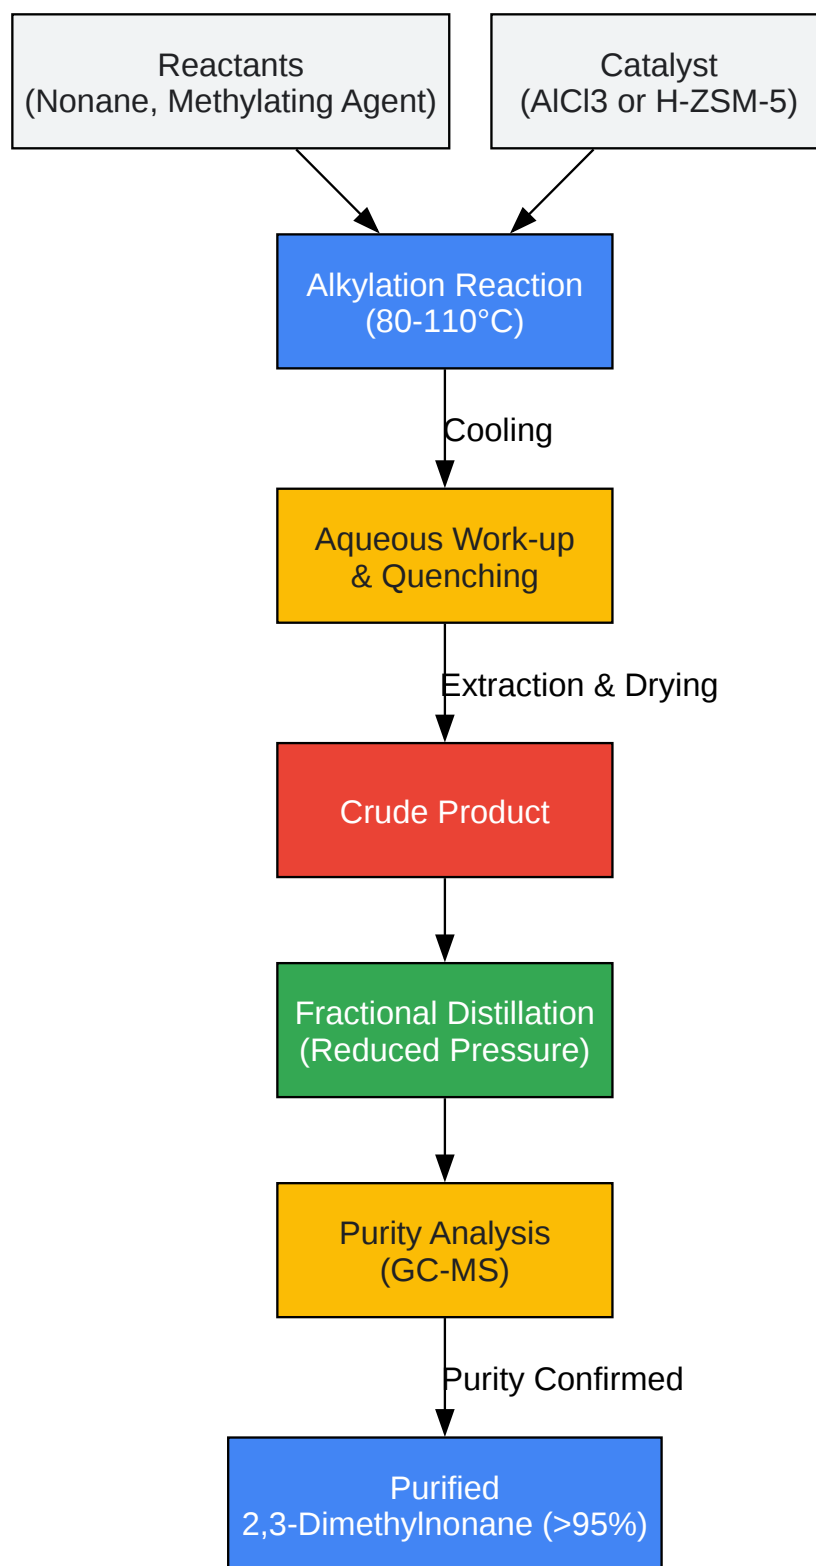 Reactants
(Nonane, Methylating Agent)
Catalyst
(AlCl3 or H-ZSM-5)
Alkylation Reaction
(80-110°C)
Cooling
Aqueous Work-up
& Quenching
Extraction & Drying
Crude Product
Fractional Distillation
(Reduced Pressure)
Purity Analysis
(GC-MS)
Purity Confirmed
Purified
2,3-Dimethylnonane (>95%)